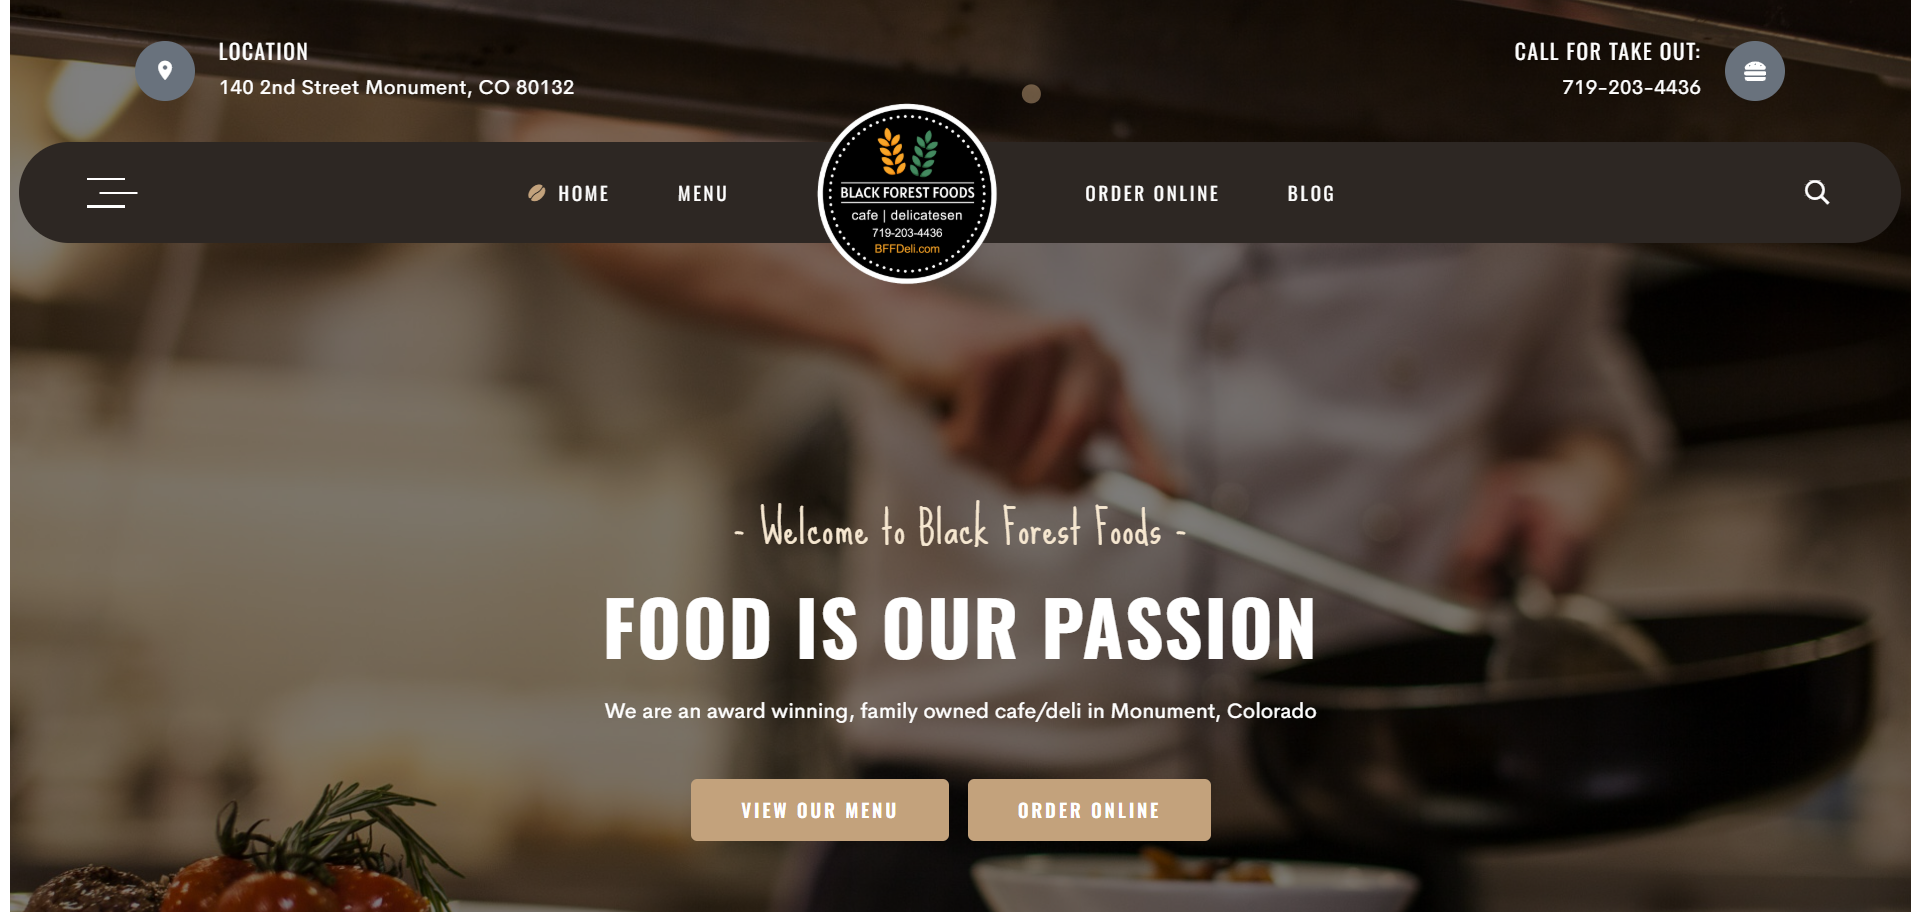 LOCATION
140 2nd Street Monument, CO 80132
CALL FOR TAKE OUT:
719-203-4436
HOME
MENU
BLACK FOREST FOODS
cafe | delicatesen
719-203-4436
BFFDeli.com
ORDER ONLINE
BLOG
- Welcome to Black Forest Foods -
FOOD IS OUR PASSION
We are an award winning, family owned cafe/deli in Monument, Colorado
VIEW OUR MENU
ORDER ONLINE